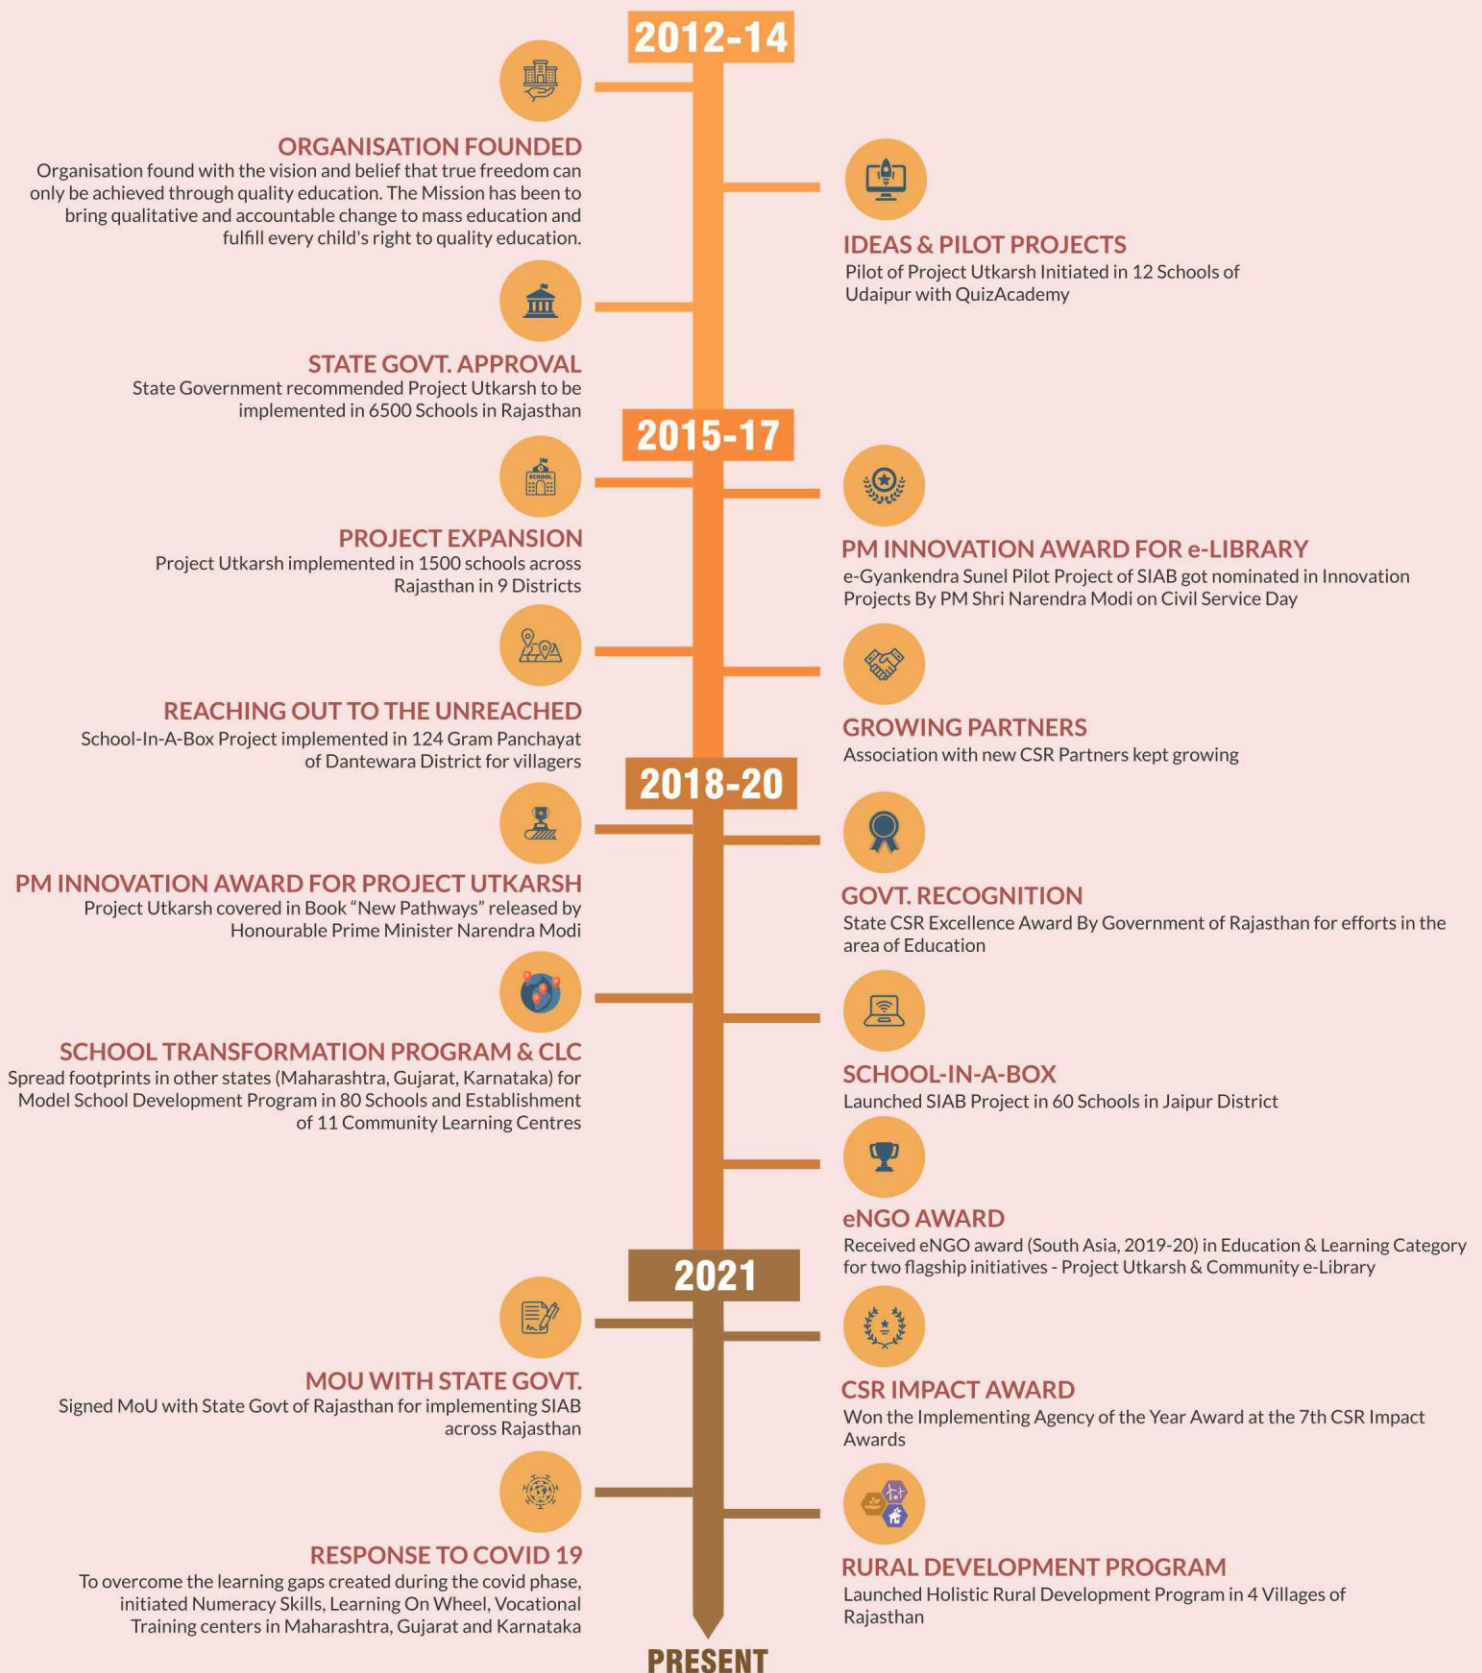 2012-14
ORGANISATION FOUNDED
Organisation found with the vision and belief that true freedom can
only be achieved through quality education. The Mission has been to
bring qualitative and accountable change to mass education and
fulfill every child's right to quality education.
IDEAS & PILOT PROJECTS
Pilot of Project Utkarsh Initiated in 12 Schools of
Udaipur with QuizAcademy
STATE GOVT. APPROVAL
State Government recommended Project Utkarsh to be
implemented in 6500 Schools in Rajasthan
2015-17
SCHOOL
PROJECT EXPANSION
Project Utkarsh implemented in 1500 schools across
Rajasthan in 9 Districts
PM INNOVATION AWARD FOR e-LIBRARY
e-Gyankendra Sunel Pilot Project of SIAB got nominated in Innovation
Projects By PM Shri Narendra Modi on Civil Service Day
REACHING OUT TO THE UNREACHED
School-In-A-Box Project implemented in 124 Gram Panchayat
of Dantewara District for villagers
GROWING PARTNERS
Association with new CSR Partners kept growing
2018-20
PM INNOVATION AWARD FOR PROJECT UTKARSH
Project Utkarsh covered in Book “New Pathways” released by
Honourable Prime Minister Narendra Modi
GOVT. RECOGNITION
State CSR Excellence Award By Government of Rajasthan for efforts in the
area of Education
SCHOOL TRANSFORMATION PROGRAM & CLC
Spread footprints in other states (Maharashtra, Gujarat, Karnataka) for
Model School Development Program in 80 Schools and Establishment
of 11 Community Learning Centres
SCHOOL-IN-A-BOX
Launched SIAB Project in 60 Schools in Jaipur District
eNGO AWARD
Received eNGO award (South Asia, 2019-20) in Education & Learning Category
for two flagship initiatives - Project Utkarsh & Community e-Library
2021
MOU WITH STATE GOVT.
Signed MoU with State Govt of Rajasthan for implementing SIAB
across Rajasthan
CSR IMPACT AWARD
Won the Implementing Agency of the Year Award at the 7th CSR Impact
Awards
RESPONSE TO COVID 19
To overcome the learning gaps created during the covid phase,
initiated Numeracy Skills, Learning On Wheel, Vocational
Training centers in Maharashtra, Gujarat and Karnataka
RURAL DEVELOPMENT PROGRAM
Launched Holistic Rural Development Program in 4 Villages of
Rajasthan
PRESENT